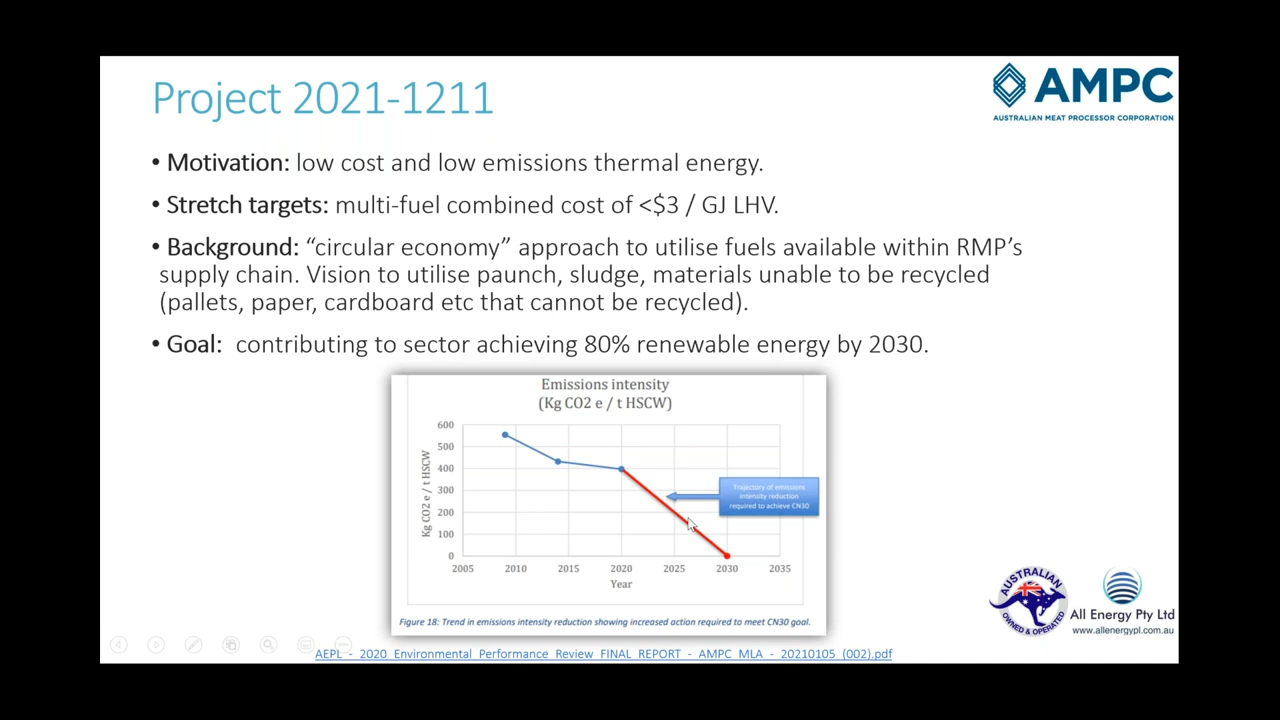 Project 2021-1211
AMPC
AUSTRALIAN MEAT PROCESSOR CORPORATION
• Motivation: low cost and low emissions thermal energy.
• Stretch targets: multi-fuel combined cost of <$3 / GJ LHV.
• Background: “circular economy” approach to utilise fuels available within RMP’s
supply chain. Vision to utilise paunch, sludge, materials unable to be recycled
(pallets, paper, cardboard etc that cannot be recycled).
• Goal: contributing to sector achieving 80% renewable energy by 2030.
Emissions intensity
(Kg CO2 e / t HSCW)
Kg CO2 e / t HSCW
600
500
400
300
200
100
0
Trajectory of emissions
intensity reduction
required to achieve CN30
2005 2010 2015 2020 2025 2030 2035
Year
Figure 18: Trend in emissions intensity reduction showing increased action required to meet CN30 goal.
AUSTRALIAN
OWNED & OPERATED
All Energy Pty Ltd
www.allenergypl.com.au
AEPL - 2020 Environmental Performance Review FINAL REPORT - AMPC MLA - 20210105 (002).pdf